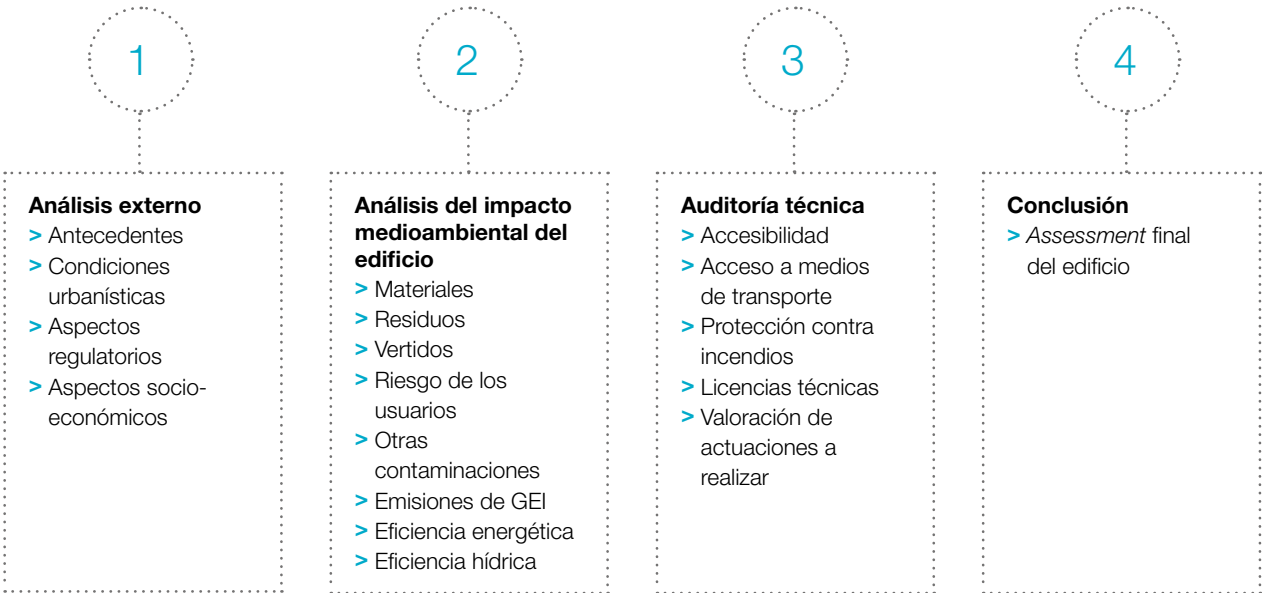 1
Análisis externo
> Antecedentes
> Condiciones
urbanísticas
> Aspectos
regulatorios
> Aspectos socio-
económicos
2
Análisis del impacto
medioambiental del
edificio
> Materiales
> Residuos
> Vertidos
> Riesgo de los
usuarios
> Otras
contaminaciones
> Emisiones de GEI
> Eficiencia energética
> Eficiencia hídrica
3
Auditoría técnica
> Accesibilidad
> Acceso a medios
de transporte
> Protección contra
incendios
> Licencias técnicas
> Valoración de
actuaciones a
realizar
4
Conclusión
> Assessment final
del edificio